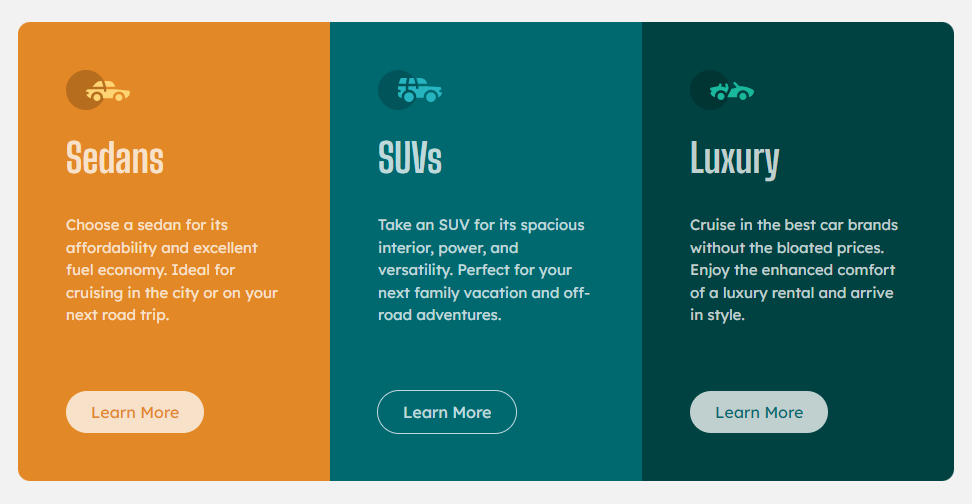 Sedans
Choose a sedan for its
affordability and excellent
fuel economy. Ideal for
cruising in the city or on your
next road trip.
Learn More
SUVs
Take an SUV for its spacious
interior, power, and
versatility. Perfect for your
next family vacation and off-
road adventures.
Learn More
Luxury
Cruise in the best car brands
without the bloated prices.
Enjoy the enhanced comfort
of a luxury rental and arrive
in style.
Learn More